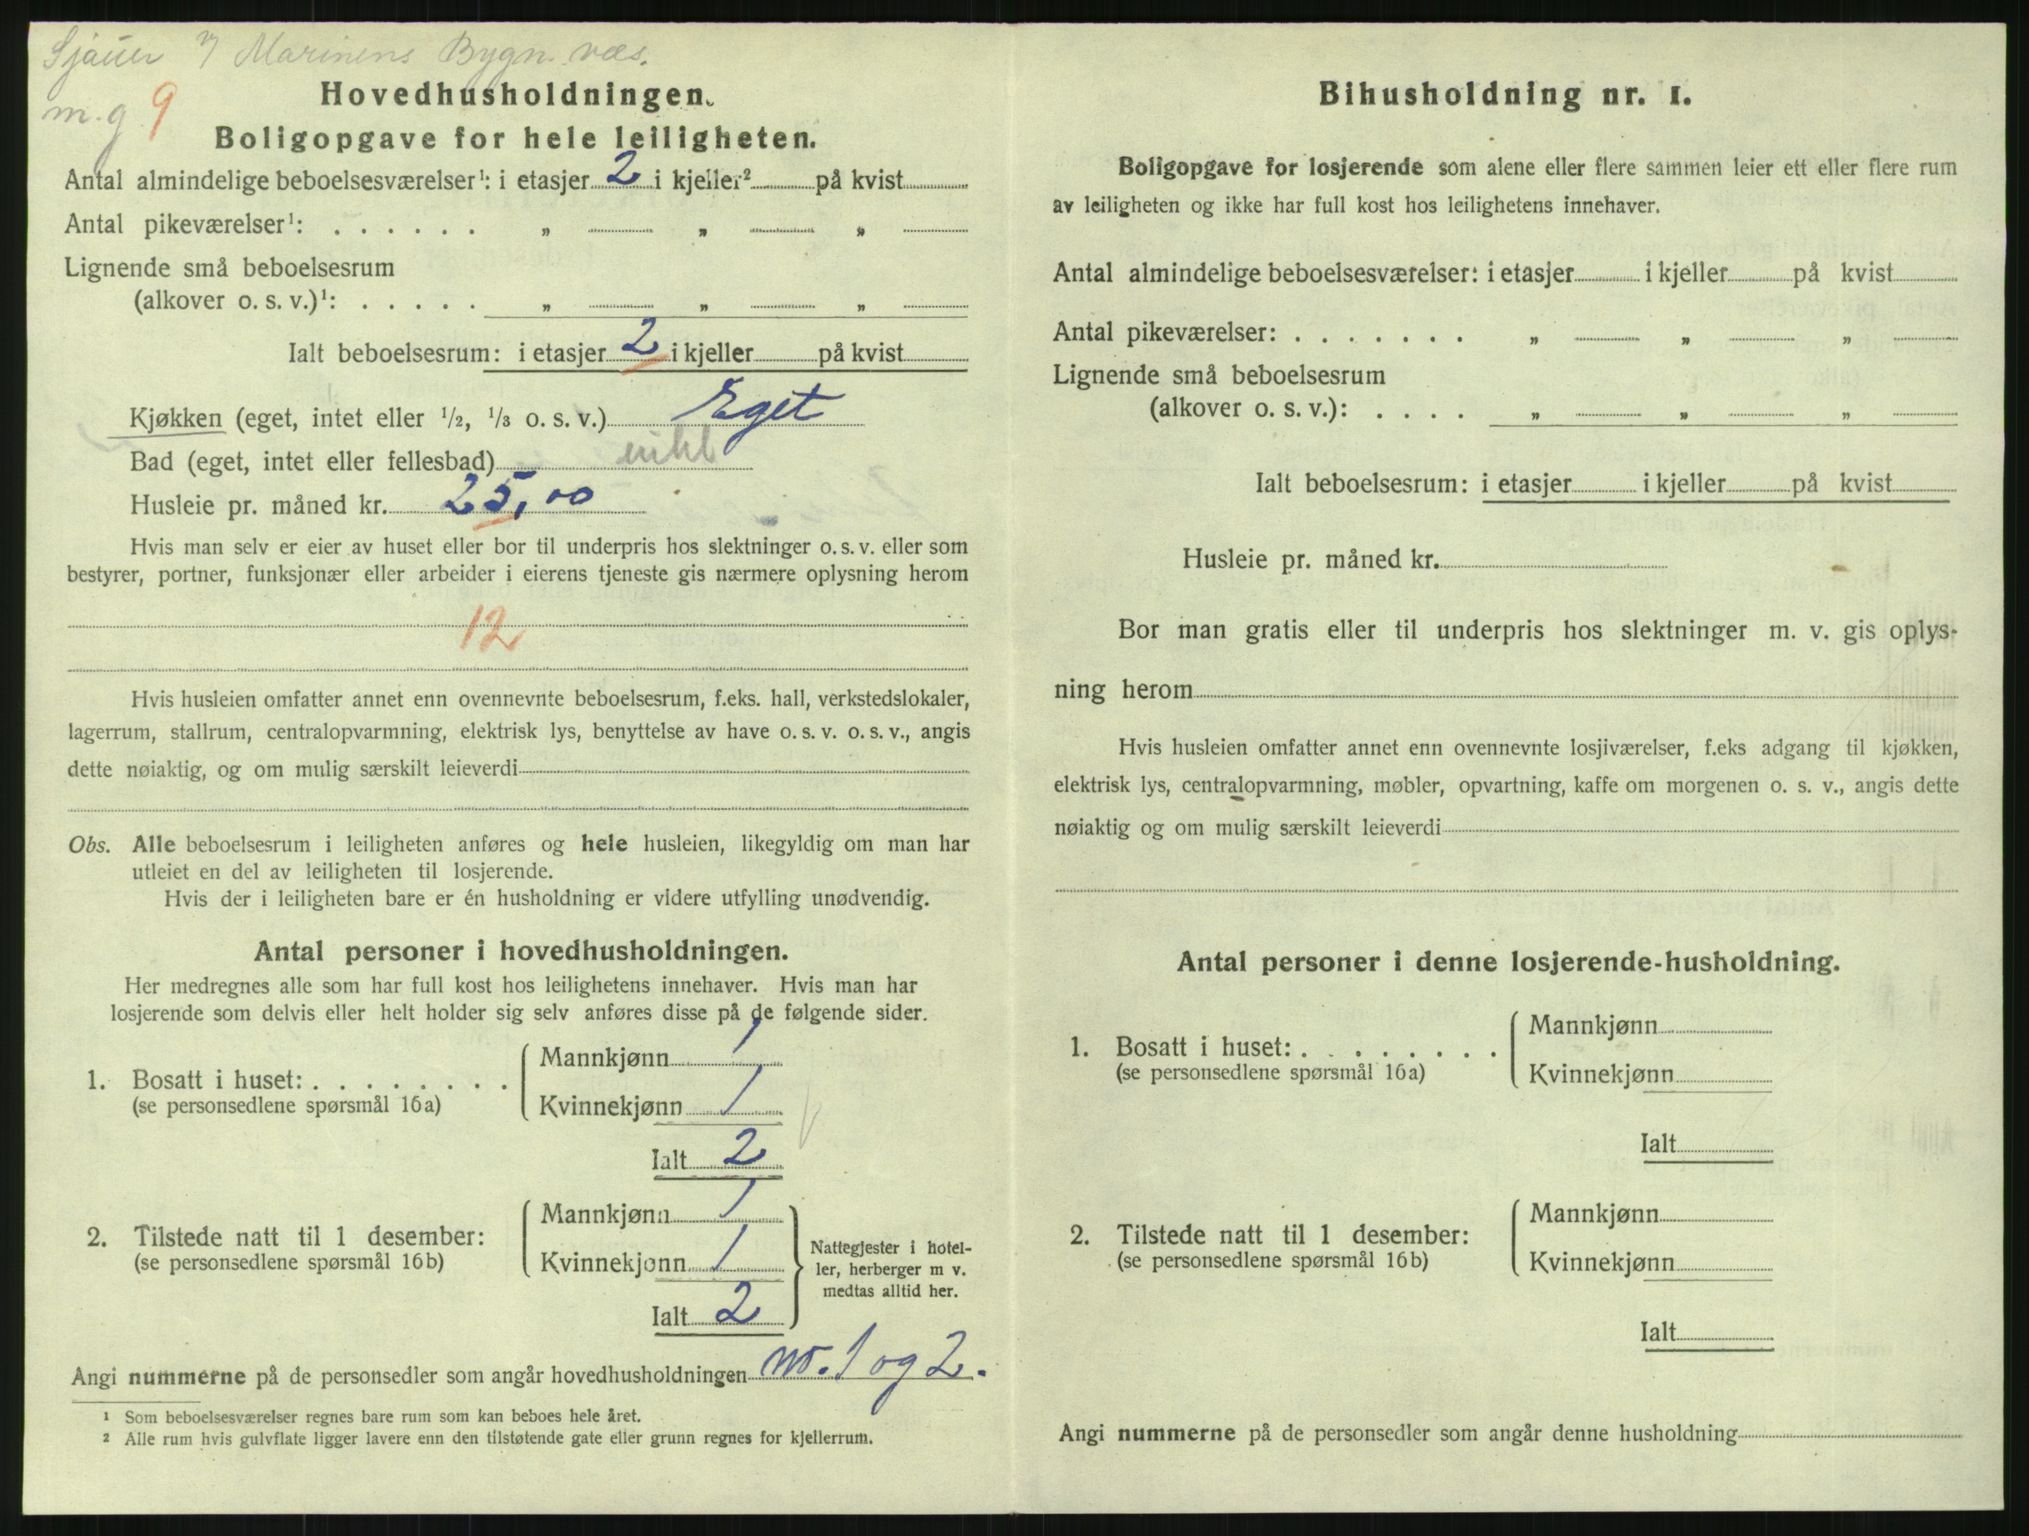 Sjauer v/ Marinens Bygn. væs.
m.g 9
Hovedhusholdningen.
Boligopgave for hele leiligheten.
Antal almindelige beboelsesværelser¹: i etasjer 2 i kjeller² på kvist
Antal pikeværelser¹: . . . . . . „ „ „
Lignende små beboelsesrum
(alkover o. s. v.)¹: . . . . . „ „ „
Ialt beboelsesrum: i etasjer 2 i kjeller på kvist
Kjøkken (eget, intet eller 1/2, 1/3 o. s. v.) Eget
Bad (eget, intet eller fellesbad)
Husleie pr. måned kr. 25,00
Hvis man selv er eier av huset eller bor til underpris hos slektninger o. s. v. eller som
bestyrer, portner, funksjonær eller arbeider i eierens tjeneste gis nærmere oplysning herom
12
Hvis husleien omfatter annet enn ovennevnte beboelsesrum, f.eks. hall, verkstedslokaler,
lagerrum, stallrum, centralopvarmning, elektrisk lys, benyttelse av have o. s. v. o. s. v., angis
dette nøiaktig, og om mulig særskilt leieverdi
Obs. Alle beboelsesrum i leiligheten anføres og hele husleien, likegyldig om man har
utleiet en del av leiligheten til losjerende.
Hvis der i leiligheten bare er én husholdning er videre utfylling unødvendig.
Antal personer i hovedhusholdningen.
Her medregnes alle som har full kost hos leilighetens innehaver. Hvis man har
losjerende som delvis eller helt holder sig selv anføres disse på de følgende sider.
1. Bosatt i huset: . . . . . . . .
(se personsedlene spørsmål 16a)
Mannkjønn 1
Kvinnekjønn 1
Ialt 2
2. Tilstede natt til 1 desember:
(se personsedlene spørsmål 16b)
Mannkjønn 1
Kvinnekjønn 1
Ialt 2
Nattegjester i hotel-
ler, herberger m v.
medtas alltid her.
Angi nummerne på de personsedler som angår hovedhusholdningen no. 1 og 2.
¹ Som beboelsesværelser regnes bare rum som kan beboes hele året.
² Alle rum hvis gulvflate ligger lavere enn den tilstøtende gate eller grunn regnes for kjellerrum.
Bihusholdning nr. 1.
Boligopgave for losjerende som alene eller flere sammen leier ett eller flere rum
av leiligheten og ikke har full kost hos leilighetens innehaver.
Antal almindelige beboelsesværelser: i etasjer i kjeller på kvist
Antal pikeværelser: . . . . . . . „ „ „
Lignende små beboelsesrum
(alkover o. s. v.): . . . . „ „ „
Ialt beboelsesrum: i etasjer i kjeller på kvist
Husleie pr. måned kr.
Bor man gratis eller til underpris hos slektninger m. v. gis oplys-
ning herom
Hvis husleien omfatter annet enn ovennevnte losjiværelser, f.eks adgang til kjøkken,
elektrisk lys, centralopvarmning, møbler, opvartning, kaffe om morgenen o. s. v., angis dette
nøiaktig og om mulig særskilt leieverdi
Antal personer i denne losjerende-husholdning.
1. Bosatt i huset: . . . . . . . .
(se personsedlene spørsmål 16a)
Mannkjønn
Kvinnekjønn
Ialt
2. Tilstede natt til 1 desember:
(se personsedlene spørsmål 16b)
Mannkjønn
Kvinnekjønn
Ialt
Angi nummerne på de personsedler som angår denne husholdning